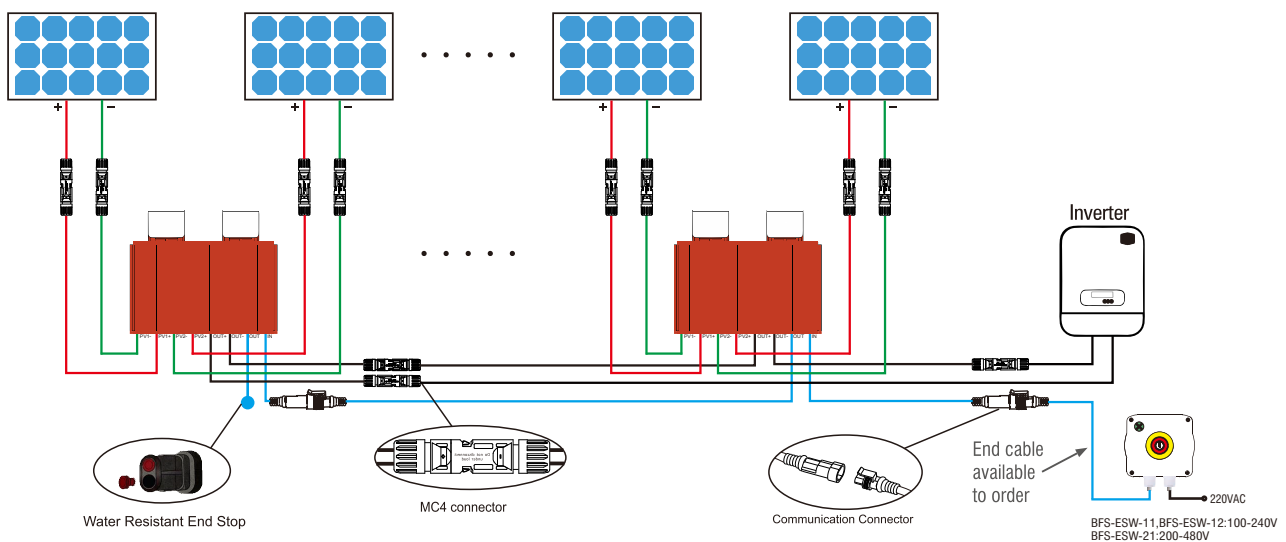 + −
+ −
+ −
+ −
Inverter
PV1- PV1+ PV2- PV2+ OUT+ OUT- OUT IN
PV1- PV1+ PV2- PV2+ OUT+ OUT- OUT IN
End cable
available
to order
220VAC
MC4 connector
Water Resistant End Stop
Communication Connector
BFS-ESW-11,BFS-ESW-12:100-240V
BFS-ESW-21:200-480V